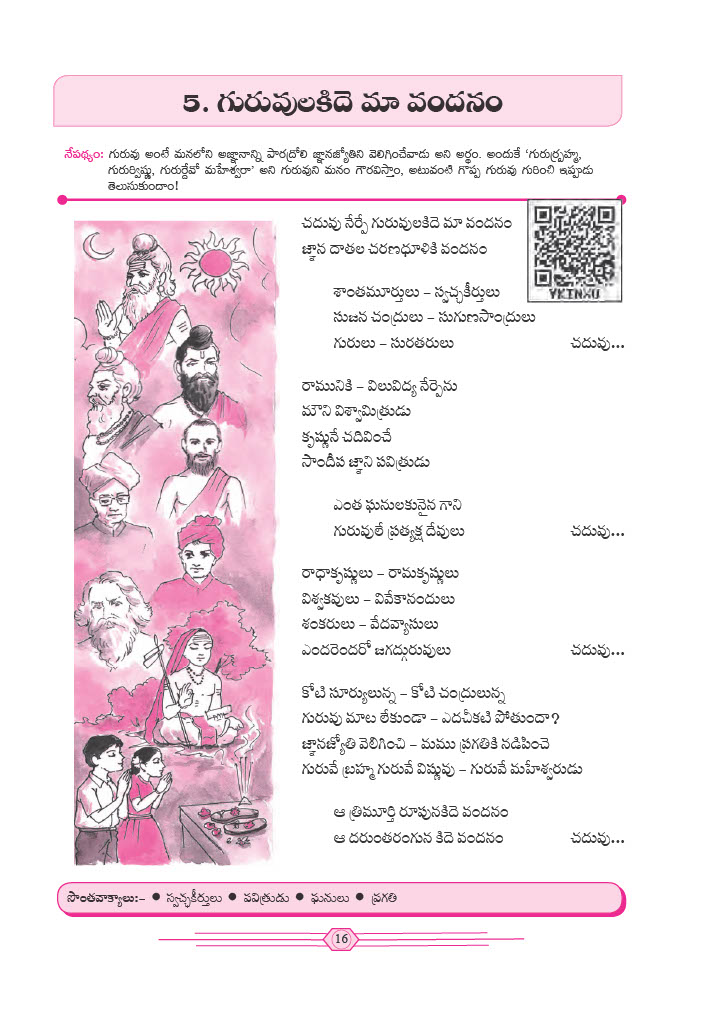 5. గురువులకిదె మా వందనం
నేపథ్యం: గురువు అంటే మనలోని అజ్ఞానాన్ని పారద్రోలి జ్ఞానజ్యోతిని వెలిగించేవాడు అని అర్థం. అందుకే ‘గురుర్బ్రహ్మ,
గురుర్విష్ణు, గురుర్దేవో మహేశ్వరా’ అని గురువుని మనం గౌరవిస్తాం, అటువంటి గొప్ప గురువు గురించి ఇప్పుడు
తెలుసుకుందాం!
చదువు నేర్పే గురువులకిదె మా వందనం
జ్ఞాన దాతల చరణధూళికి వందనం
YKINXU
శాంతమూర్తులు – స్వచ్ఛకీర్తులు
సుజన చంద్రులు – సుగుణసాంద్రులు
గురులు – సురతరులు చదువు...
రామునికి – విలువిద్య నేర్పెను
మౌని విశ్వామిత్రుడు
కృష్ణునే చదివించే
సాందీప జ్ఞాని పవిత్రుడు
ఎంత ఘనులకునైన గాని
గురువులే ప్రత్యక్ష దేవులు చదువు...
రాధాకృష్ణులు – రామకృష్ణులు
విశ్వకవులు – వివేకానందులు
శంకరులు – వేదవ్యాసులు
ఎందరెందరో జగద్గురువులు చదువు...
కోటి సూర్యులున్న – కోటి చంద్రులున్న
గురువు మాట లేకుండా – ఎదచీకటి పోతుందా?
జ్ఞానజ్యోతి వెలిగించి – మము ప్రగతికి నడిపించె
గురువే బ్రహ్మ గురువే విష్ణువు – గురువే మహేశ్వరుడు
ఆ త్రిమూర్తి రూపునకిదె వందనం
ఆ దరుంతరంగున కిదె వందనం చదువు...
సొంతవాక్యాలు:– ● స్వచ్ఛకీర్తులు ● పవిత్రుడు ● ఘనులు ● ప్రగతి
16